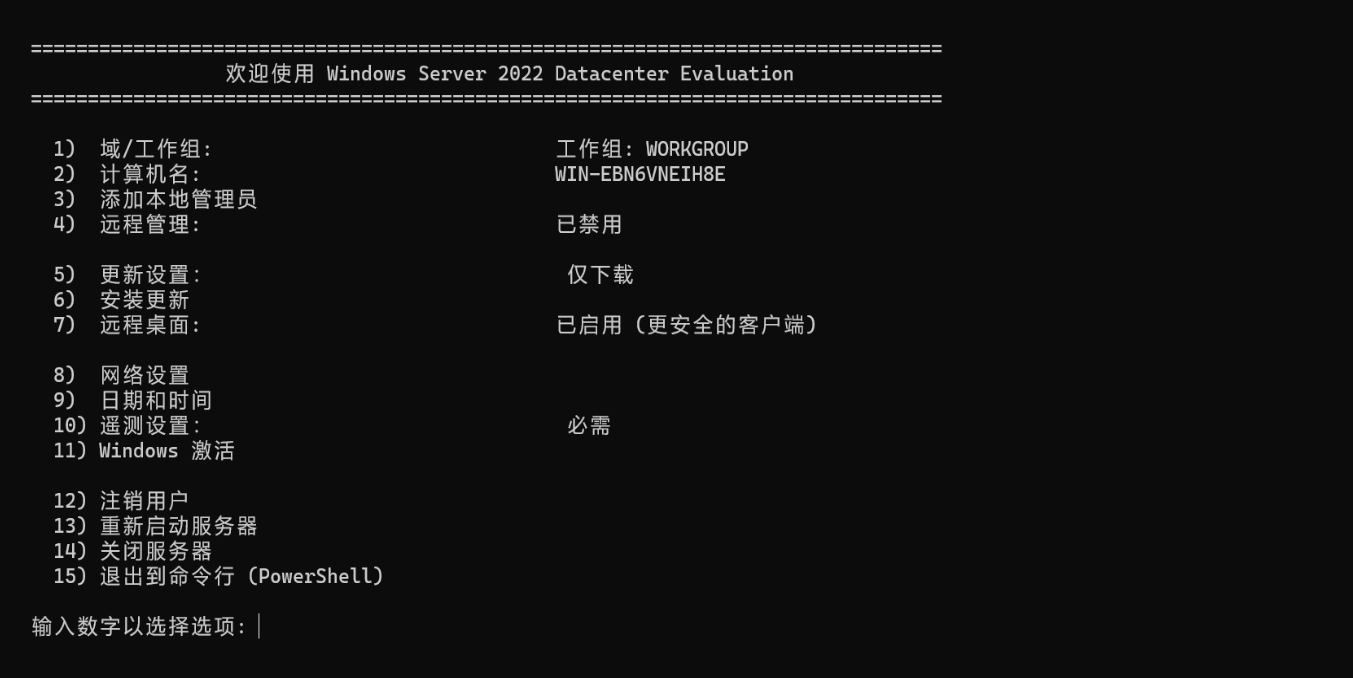 ================================================================================
欢迎使用 Windows Server 2022 Datacenter Evaluation
================================================================================
1) 域/工作组: 工作组: WORKGROUP
2) 计算机名: WIN-EBN6VNEIH8E
3) 添加本地管理员
4) 远程管理: 已禁用
5) 更新设置: 仅下载
6) 安装更新
7) 远程桌面: 已启用 (更安全的客户端)
8) 网络设置
9) 日期和时间
10) 遥测设置: 必需
11) Windows 激活
12) 注销用户
13) 重新启动服务器
14) 关闭服务器
15) 退出到命令行 (PowerShell)
输入数字以选择选项: